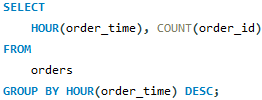 SELECT
HOUR(order_time), COUNT(order_id)
FROM
orders
GROUP BY HOUR(order_time) DESC;